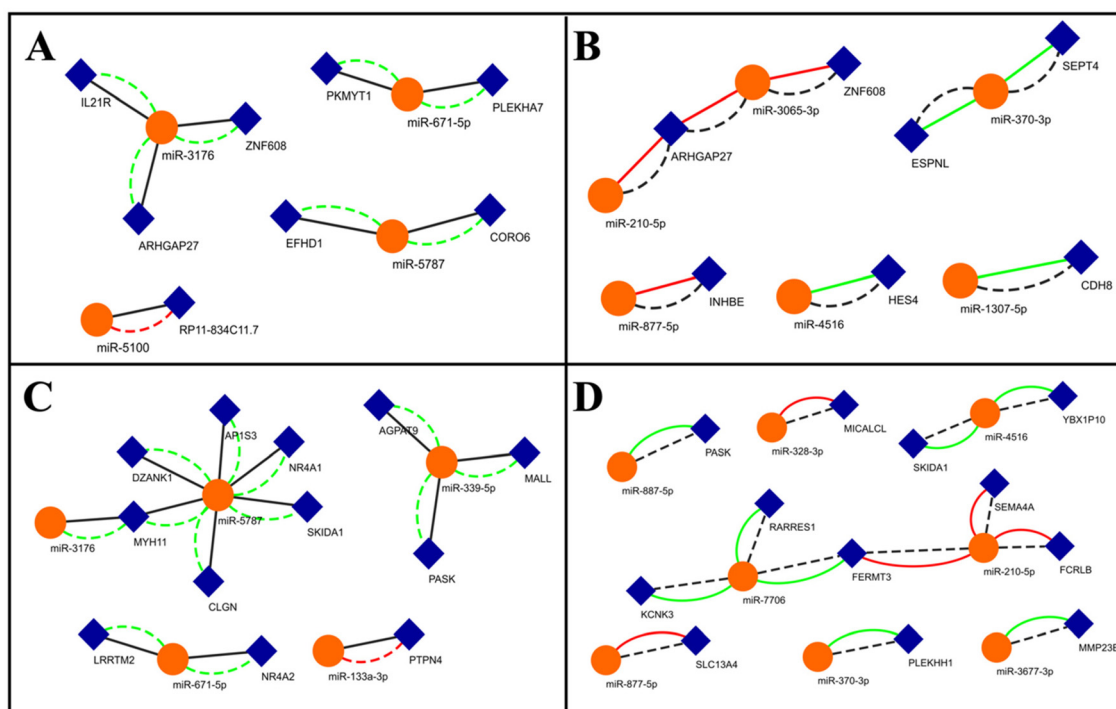 A
IL21R
miR-3176
ZNF608
ARHGAP27
PKMYT1
miR-671-5p
PLEKHA7
EFHD1
miR-5787
CORO6
miR-5100
RP11-834C11.7
B
ZNF608
miR-3065-3p
ARHGAP27
miR-210-5p
SEPT4
miR-370-3p
ESPNL
miR-877-5p
INHBE
miR-4516
HES4
miR-1307-5p
CDH8
C
AP1S3
DZANK1
NR4A1
miR-5787
SKIDA1
miR-3176
MYH11
CLGN
AGPAT9
miR-339-5p
MALL
PASK
LRRTM2
miR-671-5p
NR4A2
miR-133a-3p
PTPN4
D
PASK
miR-887-5p
MICALCL
miR-328-3p
YBX1P10
miR-4516
SKIDA1
RARRES1
SEMA4A
miR-210-5p
FCRLB
FERMT3
miR-7706
KCNK3
miR-877-5p
SLC13A4
miR-370-3p
PLEKHH1
miR-3677-3p
MMP23B